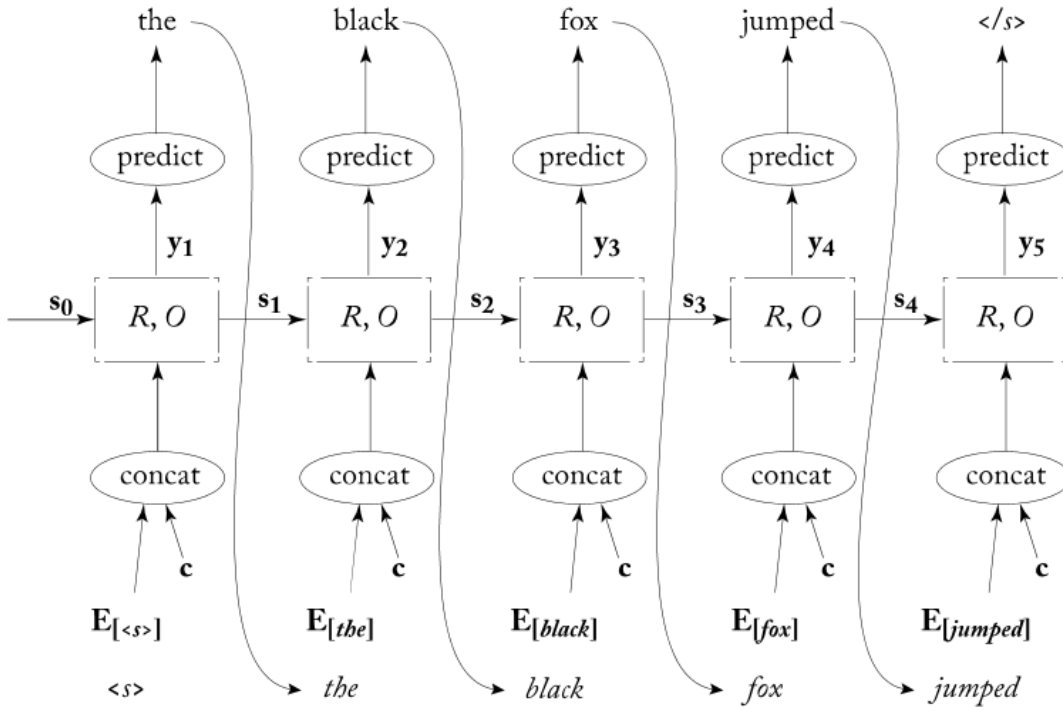 the black fox jumped </s>
predict predict predict predict predict
y1 y2 y3 y4 y5
s0 R, O s1 R, O s2 R, O s3 R, O s4 R, O
concat concat concat concat concat
c c c c c
E[<s>] E[the] E[black] E[fox] E[jumped]
<s> the black fox jumped